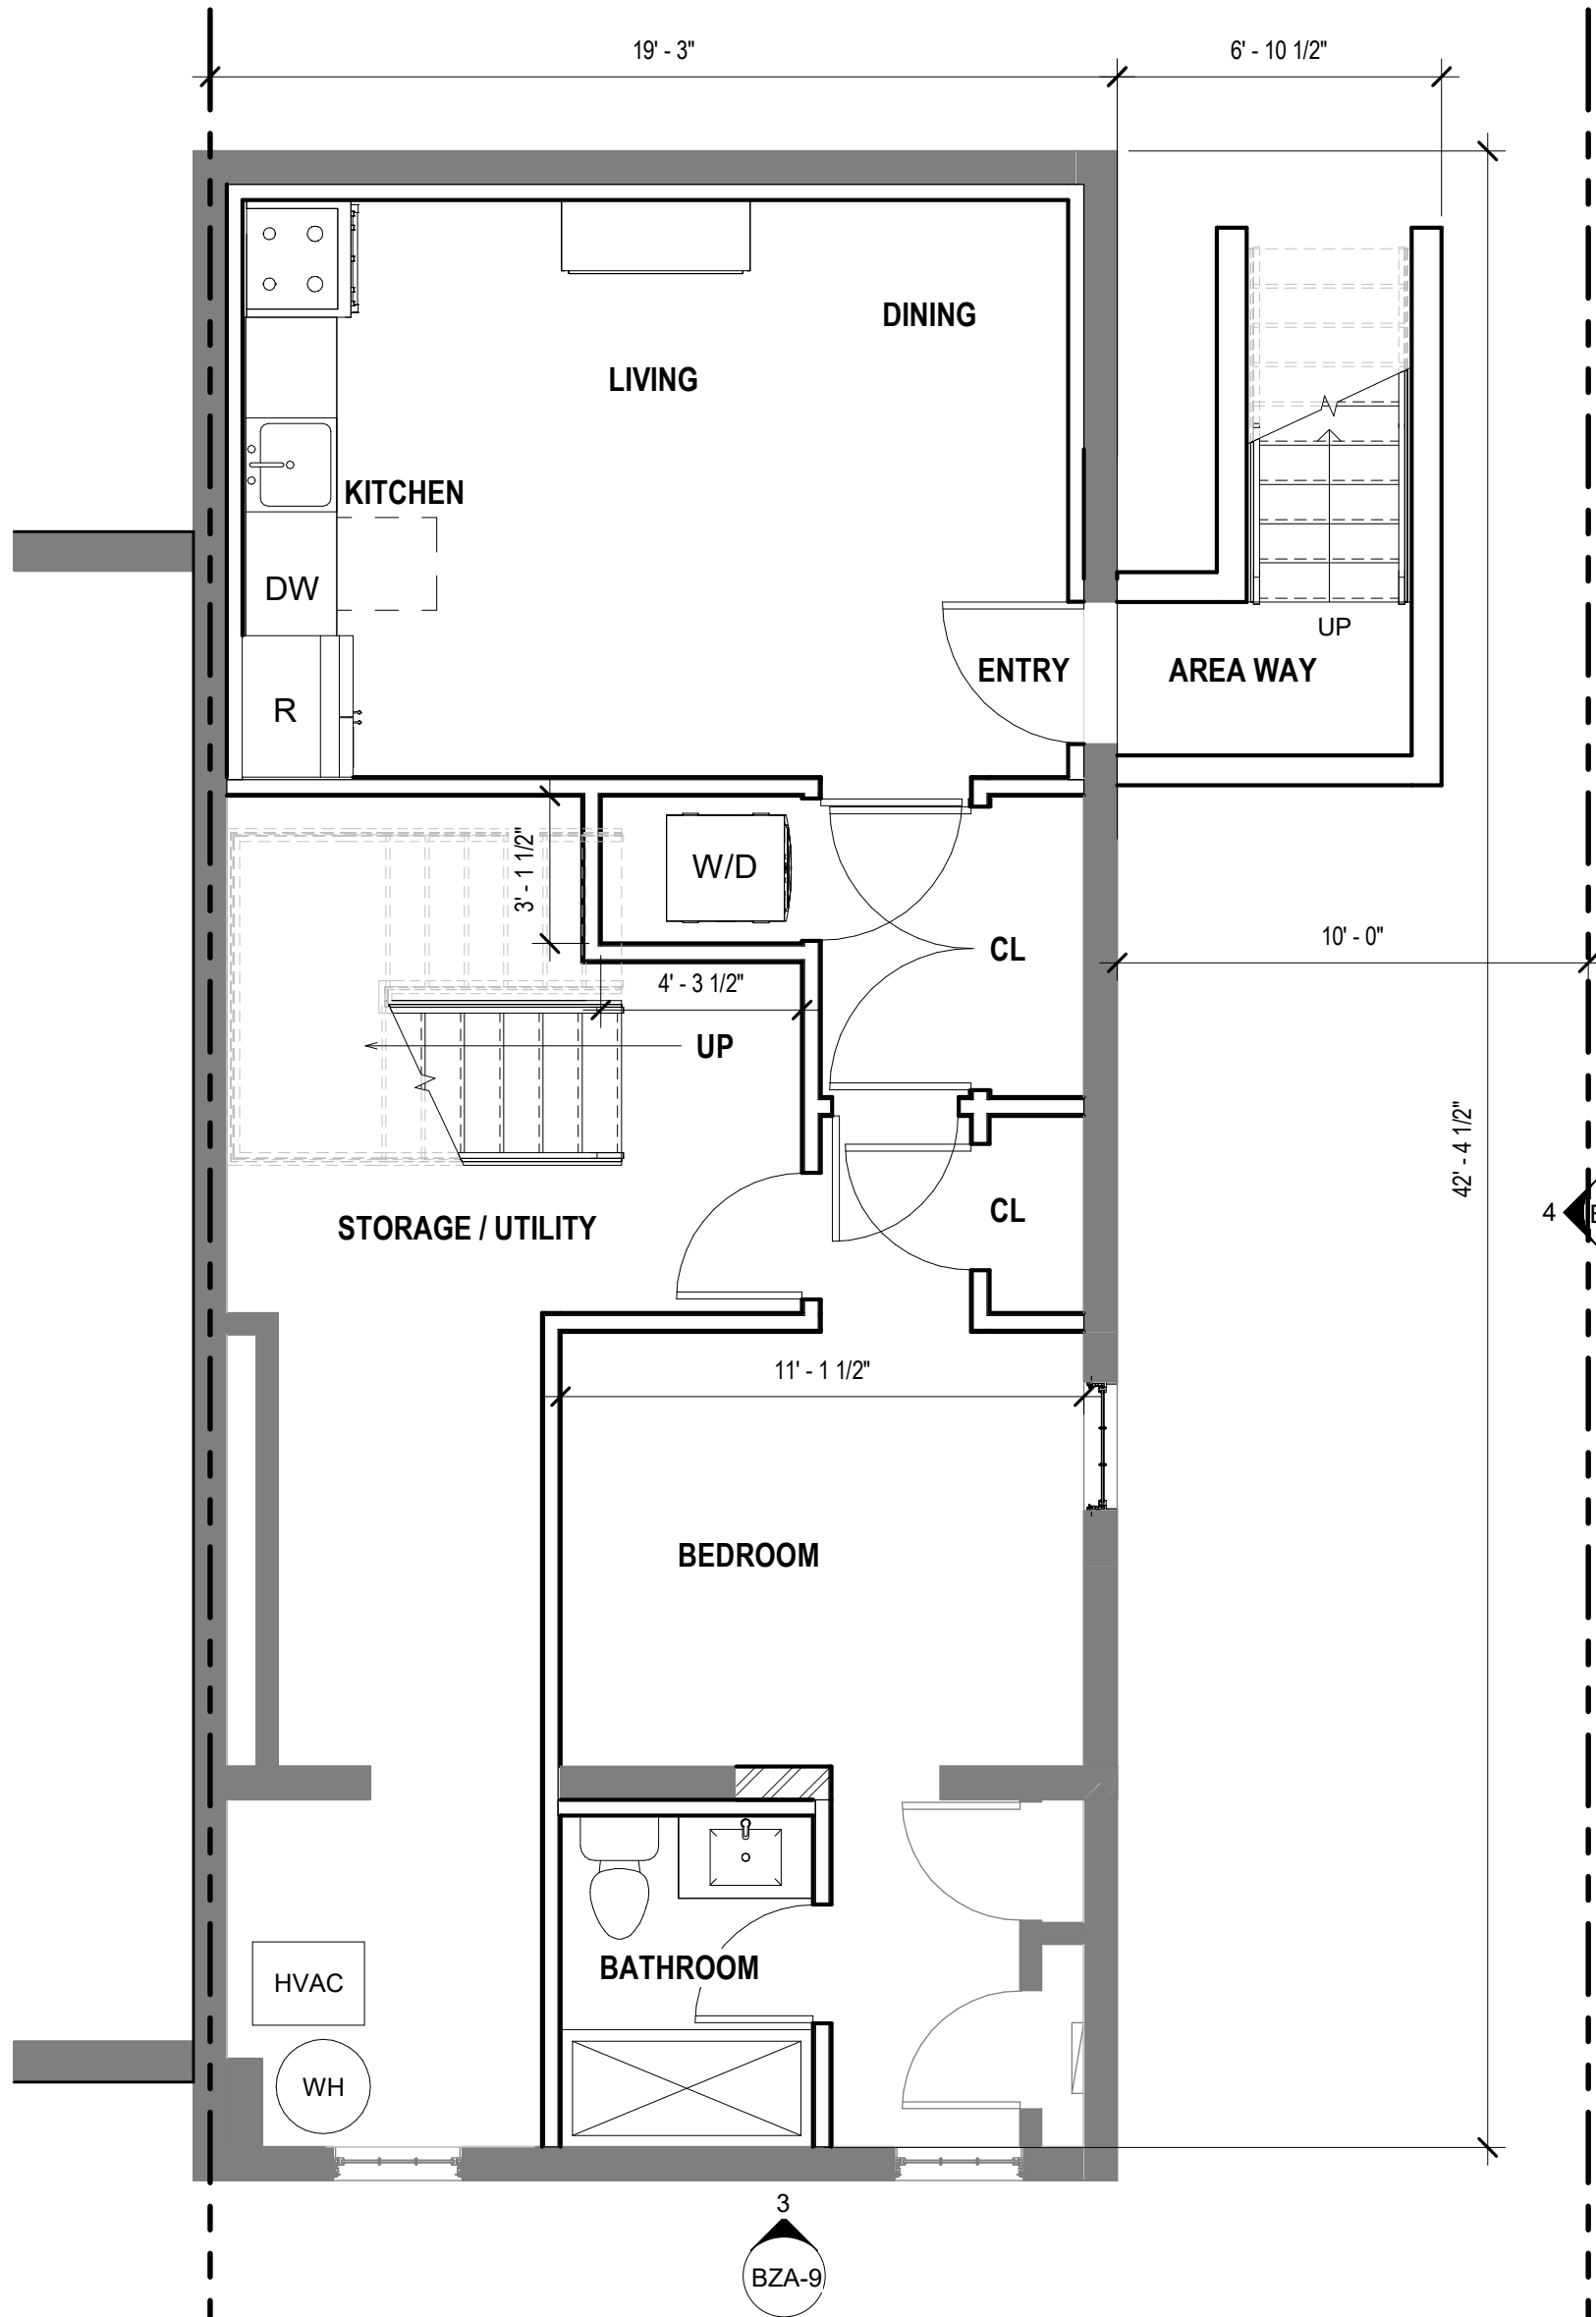 19' - 3"
6' - 10 1/2"
DINING
LIVING
KITCHEN
DW
UP
ENTRY
AREA WAY
R
3' - 1 1/2"
W/D
CL
10' - 0"
4' - 3 1/2"
UP
42' - 4 1/2"
4
CL
STORAGE / UTILITY
11' - 1 1/2"
BEDROOM
BATHROOM
HVAC
WH
3
BZA-9